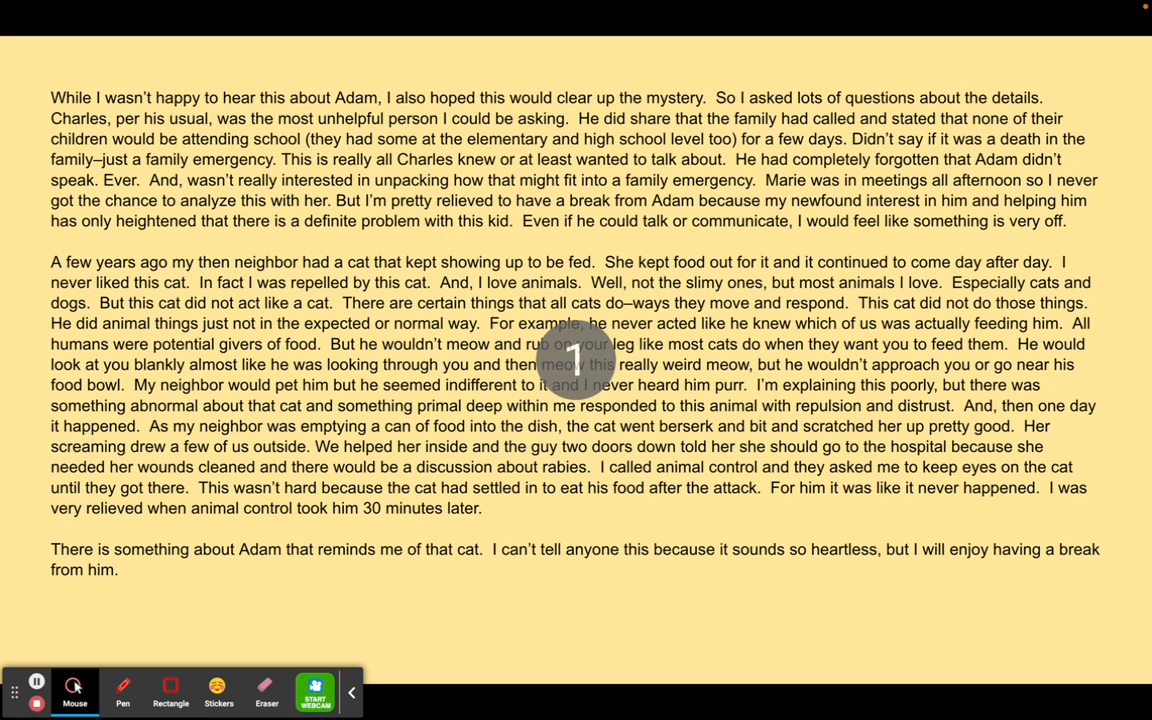 While I wasn't happy to hear this about Adam, I also hoped this would clear up the mystery.  So I asked lots of questions about the details.
Charles, per his usual, was the most unhelpful person I could be asking.  He did share that the family had called and stated that none of their
children would be attending school (they had some at the elementary and high school level too) for a few days. Didn't say if it was a death in the
family–just a family emergency. This is really all Charles knew or at least wanted to talk about.  He had completely forgotten that Adam didn't
speak. Ever.  And, wasn't really interested in unpacking how that might fit into a family emergency.  Marie was in meetings all afternoon so I never
got the chance to analyze this with her. But I'm pretty relieved to have a break from Adam because my newfound interest in him and helping him
has only heightened that there is a definite problem with this kid.  Even if he could talk or communicate, I would feel like something is very off.
A few years ago my then neighbor had a cat that kept showing up to be fed.  She kept food out for it and it continued to come day after day.  I
never liked this cat.  In fact I was repelled by this cat.  And, I love animals.  Well, not the slimy ones, but most animals I love.  Especially cats and
dogs.  But this cat did not act like a cat.  There are certain things that all cats do–ways they move and respond.  This cat did not do those things.
He did animal things just not in the expected or normal way.  For example, he never acted like he knew which of us was actually feeding him.  All
humans were potential givers of food.  But he wouldn't meow and rub on your leg like most cats do when they want you to feed them.  He would
look at you blankly almost like he was looking through you and then meow this really weird meow, but he wouldn't approach you or go near his
food bowl.  My neighbor would pet him but he seemed indifferent to it and I never heard him purr.  I'm explaining this poorly, but there was
something abnormal about that cat and something primal deep within me responded to this animal with repulsion and distrust.  And, then one day
it happened.  As my neighbor was emptying a can of food into the dish, the cat went berserk and bit and scratched her up pretty good.  Her
screaming drew a few of us outside. We helped her inside and the guy two doors down told her she should go to the hospital because she
needed her wounds cleaned and there would be a discussion about rabies.  I called animal control and they asked me to keep eyes on the cat
until they got there.  This wasn't hard because the cat had settled in to eat his food after the attack.  For him it was like it never happened.  I was
very relieved when animal control took him 30 minutes later.
There is something about Adam that reminds me of that cat.  I can't tell anyone this because it sounds so heartless, but I will enjoy having a break
from him.
1
Mouse
Pen
Rectangle
Stickers
Eraser
START
WEBCAM